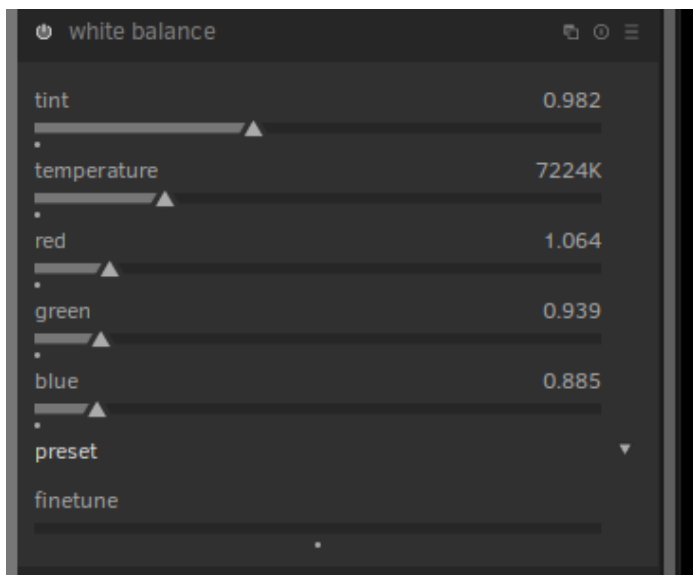 white balance
tint 0.982
temperature 7224K
red 1.064
green 0.939
blue 0.885
preset
finetune